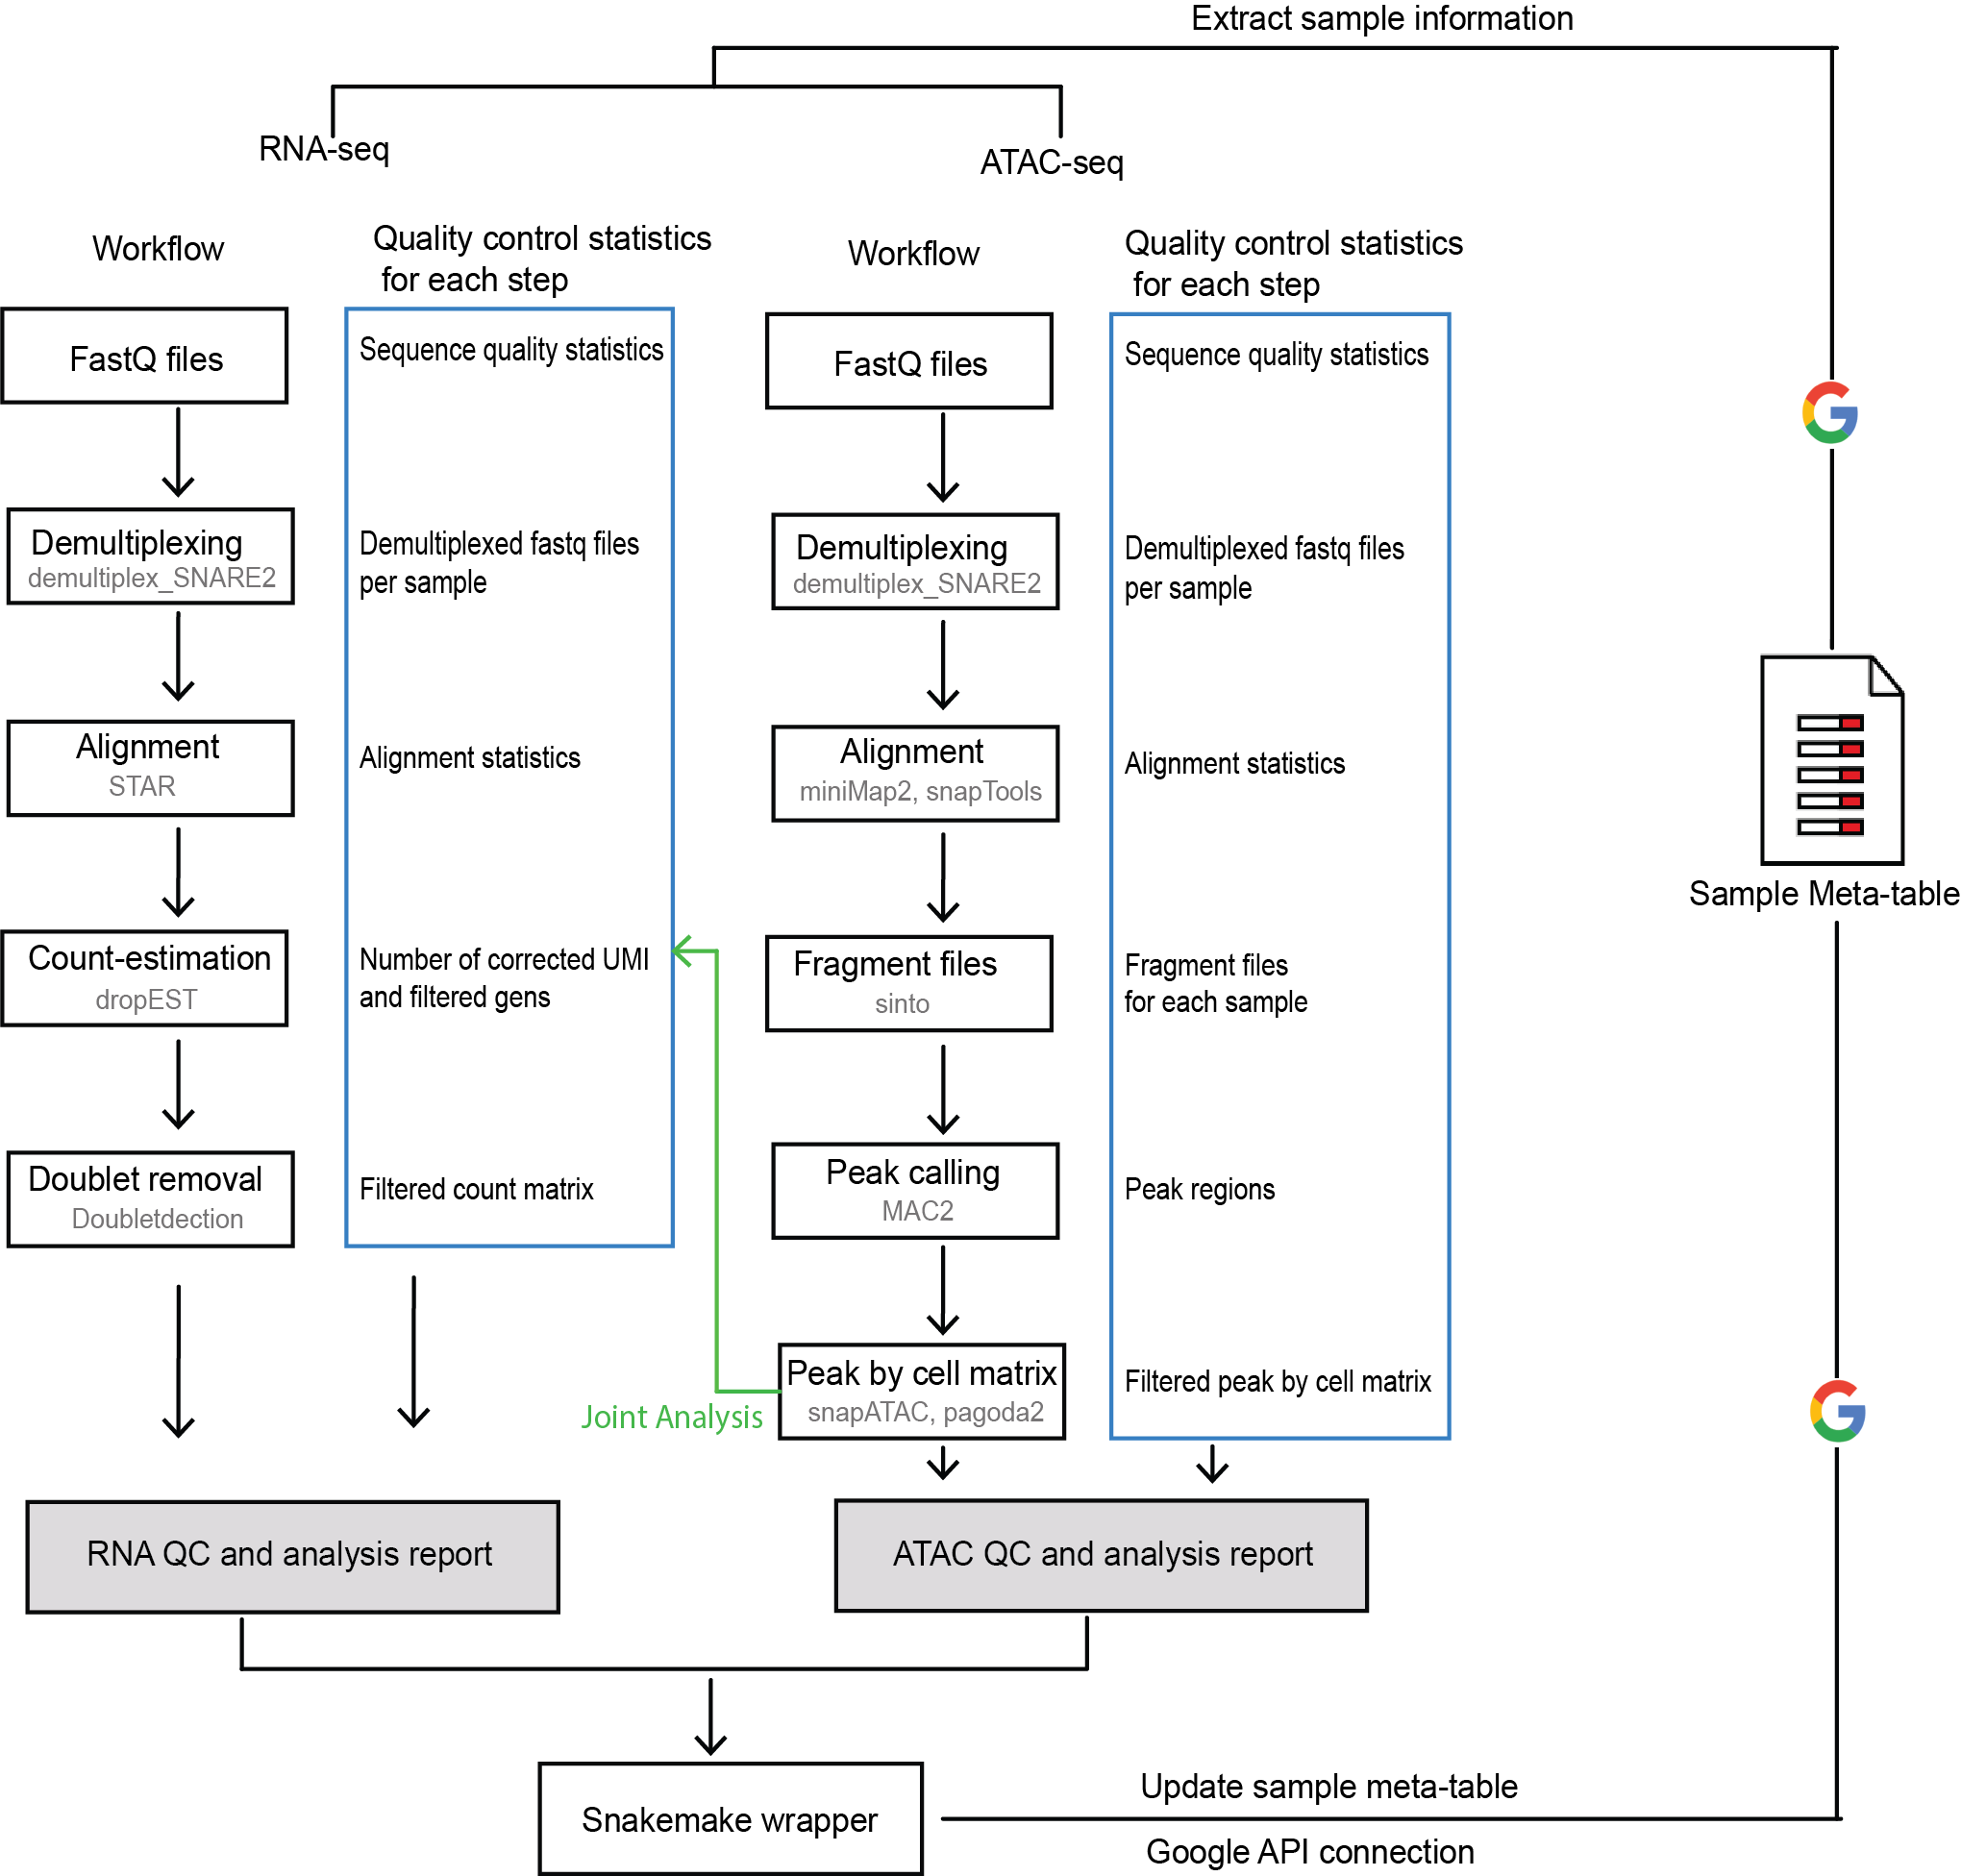 Extract sample information
RNA-seq
ATAC-seq
Workflow
Quality control statistics
for each step
FastQ files
Sequence quality statistics
Demultiplexing
demultiplex_SNARE2
Demultiplexed fastq files
per sample
Alignment
STAR
Alignment statistics
Count-estimation
dropEST
Number of corrected UMI
and filtered gens
Doublet removal
Doubletdection
Filtered count matrix
RNA QC and analysis report
Workflow
Quality control statistics
for each step
FastQ files
Sequence quality statistics
Demultiplexing
demultiplex_SNARE2
Demultiplexed fastq files
per sample
Alignment
miniMap2, snapTools
Alignment statistics
Fragment files
sinto
Fragment files
for each sample
Peak calling
MAC2
Peak regions
Peak by cell matrix
snapATAC, pagoda2
Filtered peak by cell matrix
Joint Analysis
ATAC QC and analysis report
G
Sample Meta-table
G
Snakemake wrapper
Update sample meta-table
Google API connection